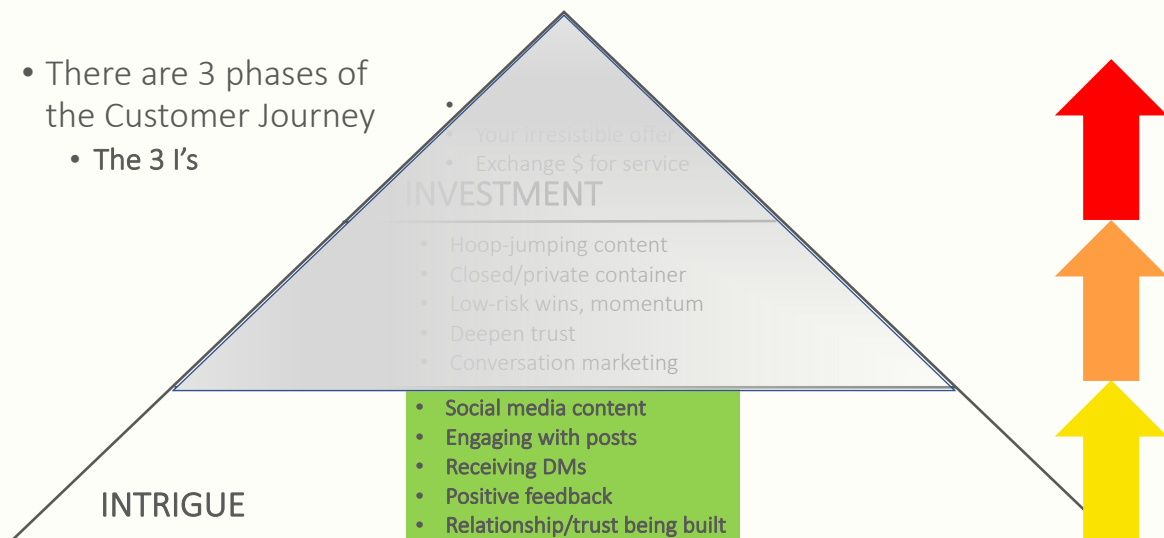 • There are 3 phases of
the Customer Journey
• The 3 I's
•
• Your irresistible offer
• Exchange $ for service
INVESTMENT
• Hoop-jumping content
• Closed/private container
• Low-risk wins, momentum
• Deepen trust
• Conversation marketing
• Social media content
• Engaging with posts
• Receiving DMs
• Positive feedback
• Relationship/trust being built
INTRIGUE